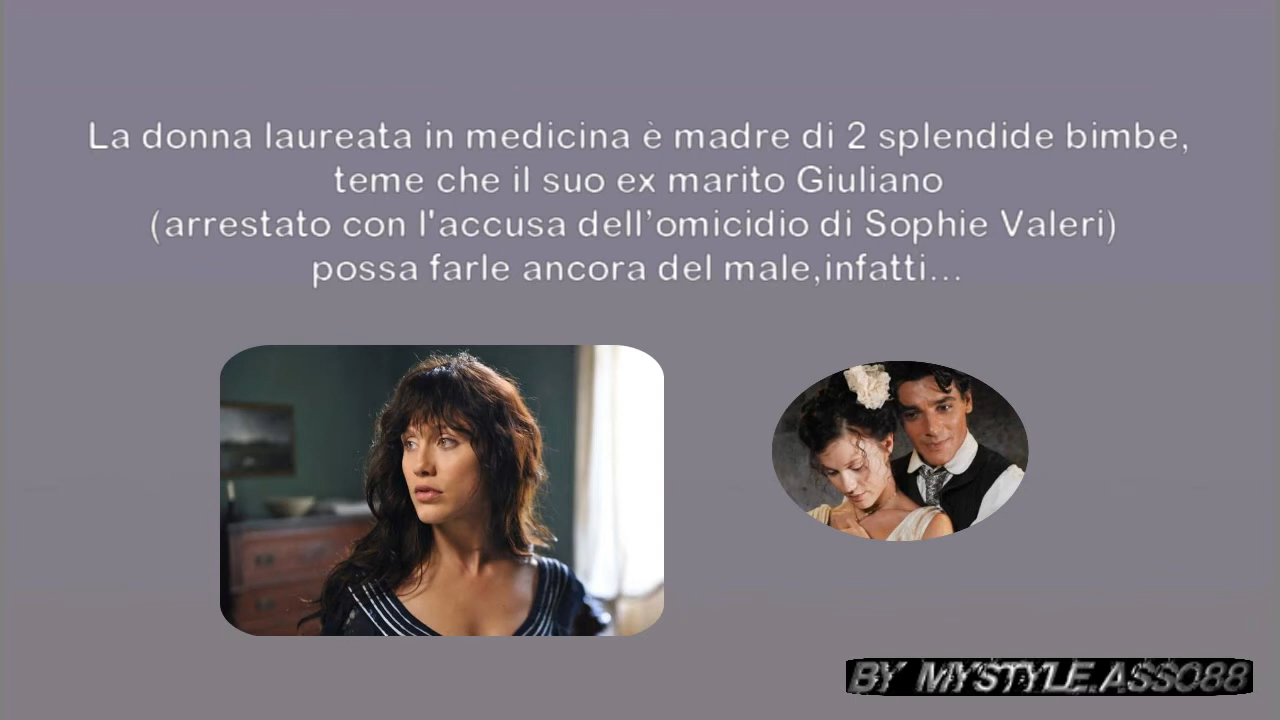 La donna laureata in medicina è madre di 2 splendide bimbe,
teme che il suo ex marito Giuliano
(arrestato con l'accusa dell’omicidio di Sophie Valeri)
possa farle ancora del male,infatti...
BY MYSTYLE.ASSO88